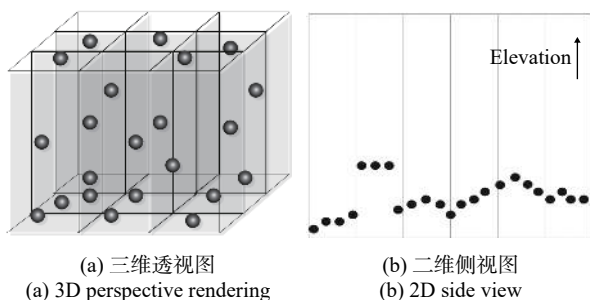 Elevation
(a) 三维透视图
(a) 3D perspective rendering
(b) 二维侧视图
(b) 2D side view